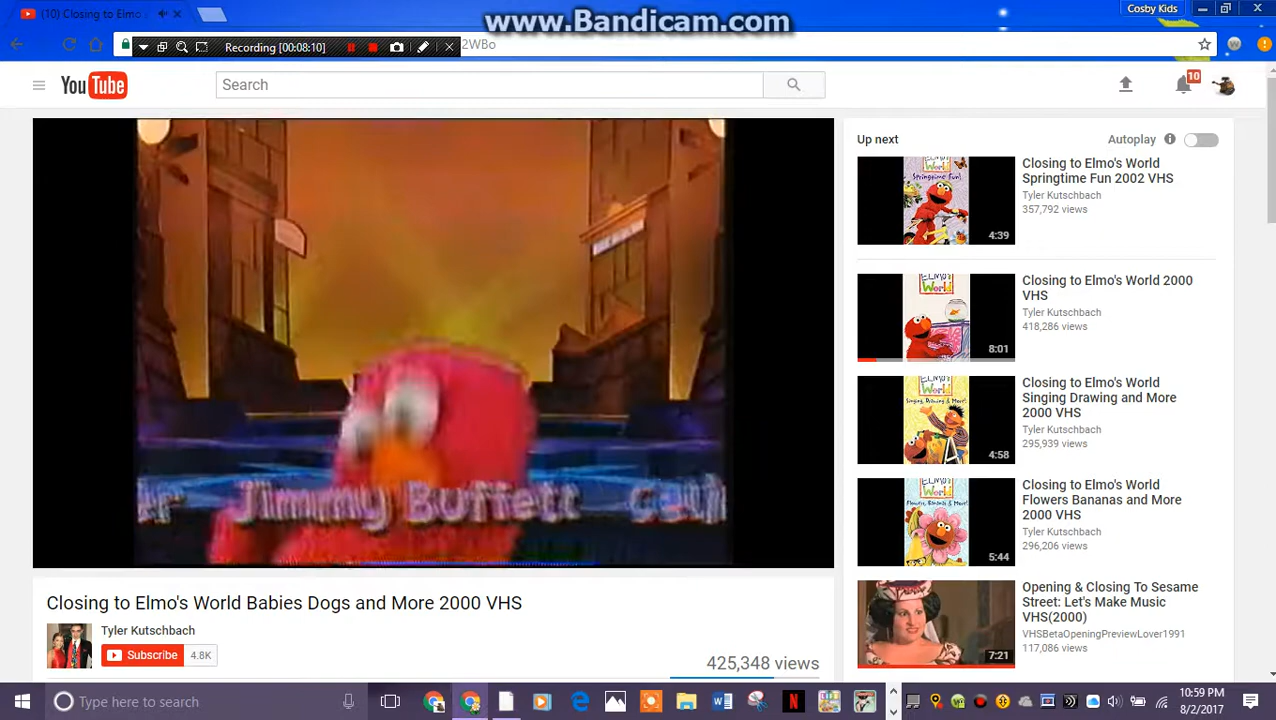 www.Bandicam.com
Cosby Kids
(10) Closing to Elmo
Recording [00:08:10]
2WBo
YouTube
Search
10
Up next
Autoplay
Closing to Elmo's World
Springtime Fun! 2002 VHS
Tyler Kutschbach
357,792 views
4:39
Closing to Elmo's World 2000
VHS
Tyler Kutschbach
418,286 views
8:01
Closing to Elmo's World
Singing Drawing and More
2000 VHS
Tyler Kutschbach
295,939 views
4:58
Closing to Elmo's World
Flowers Bananas and More
2000 VHS
Tyler Kutschbach
296,206 views
5:44
Opening & Closing To Sesame
Street: Let's Make Music
VHS(2000)
VHSBetaOpeningPreviewLover1991
117,086 views
7:21
Jimmy Buffett
Closing to Elmo's World Babies Dogs and More 2000 VHS
Tyler Kutschbach
Subscribe 4.8K
425,348 views
Type here to search
10:59 PM
8/2/2017